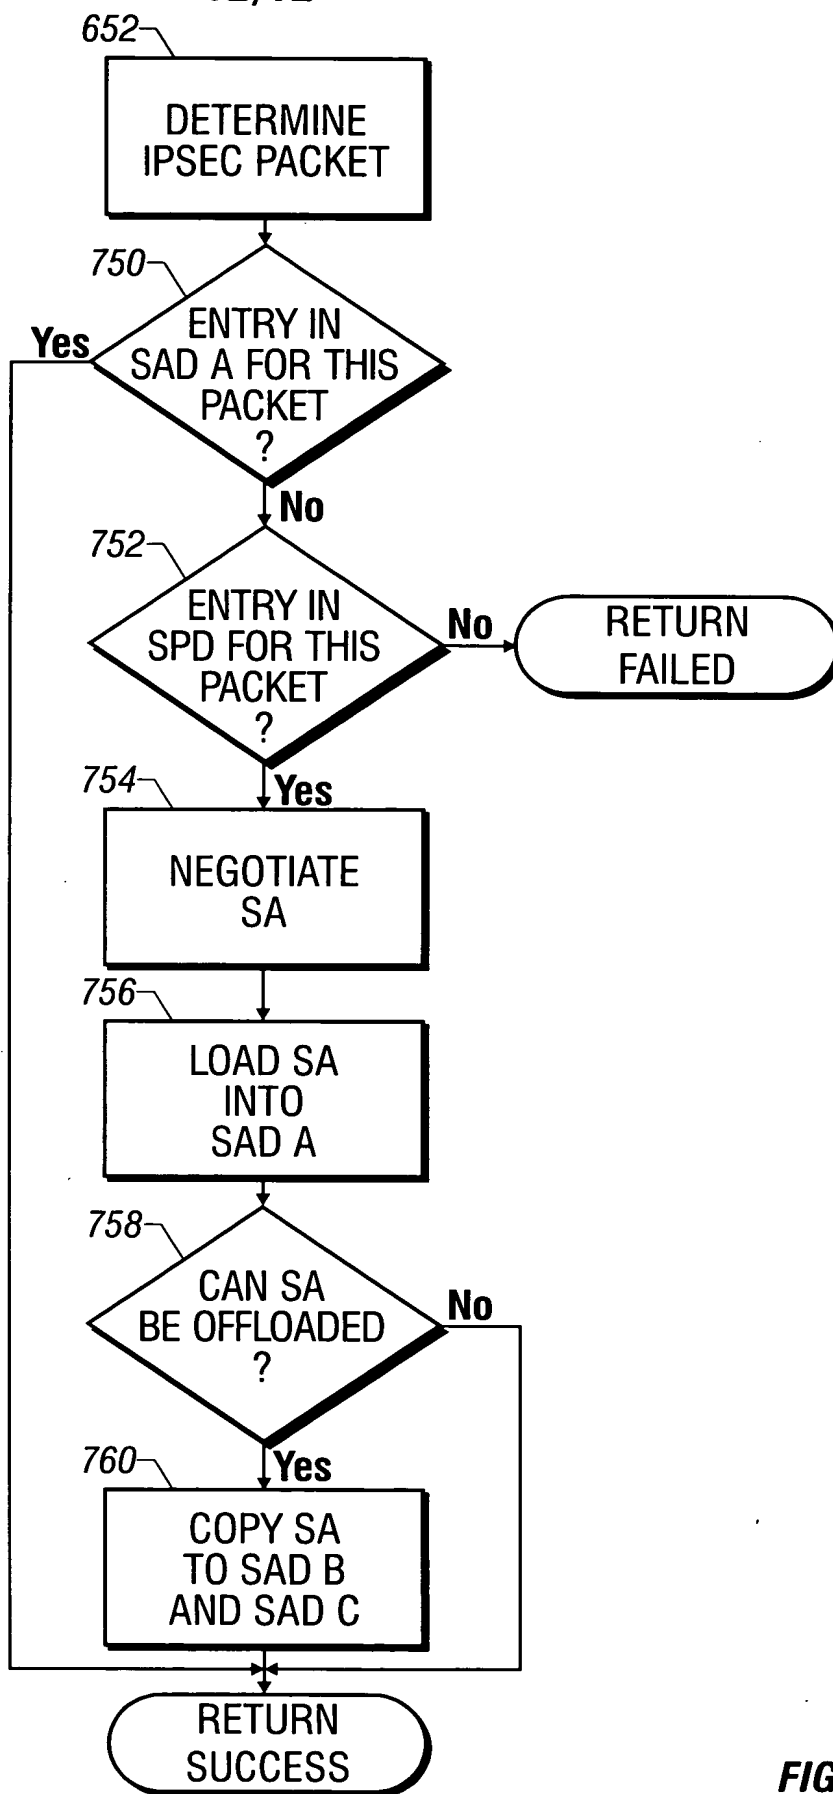 652
DETERMINE
IPSEC PACKET
750
ENTRY IN
SAD A FOR THIS
PACKET
?
Yes
No
752
ENTRY IN
SPD FOR THIS
PACKET
?
No
RETURN
FAILED
Yes
754
NEGOTIATE
SA
756
LOAD SA
INTO
SAD A
758
CAN SA
BE OFFLOADED
?
No
Yes
760
COPY SA
TO SAD B
AND SAD C
RETURN
SUCCESS
FIG